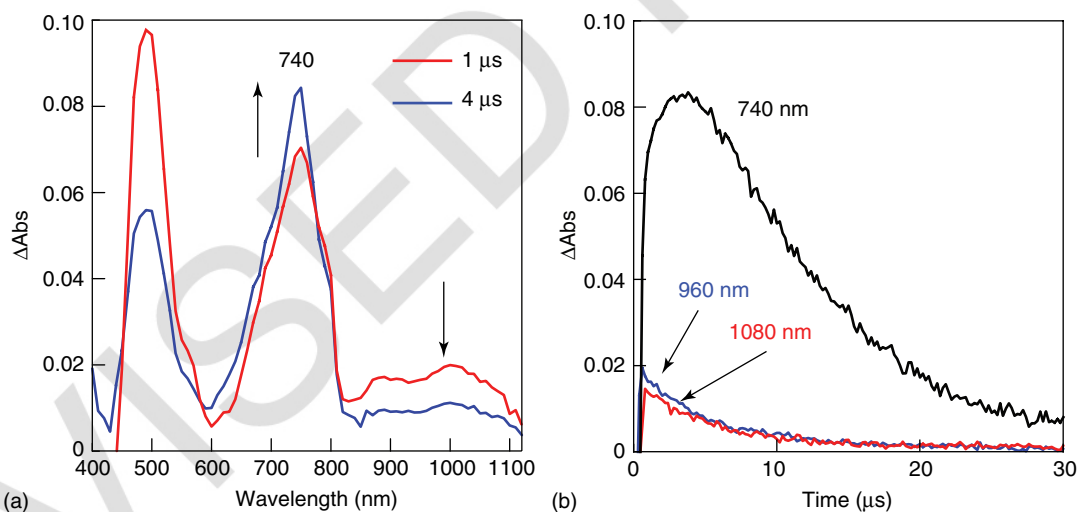 0.10
0.08
0.06
0.04
0.02
0
ΔAbs
740
1 μs
4 μs
400 500 600 700 800 900 1000 1100
(a)
Wavelength (nm)
0.10
0.08
0.06
0.04
0.02
0
ΔAbs
740 nm
960 nm
1080 nm
0 10 20 30
(b)
Time (μs)
VISED